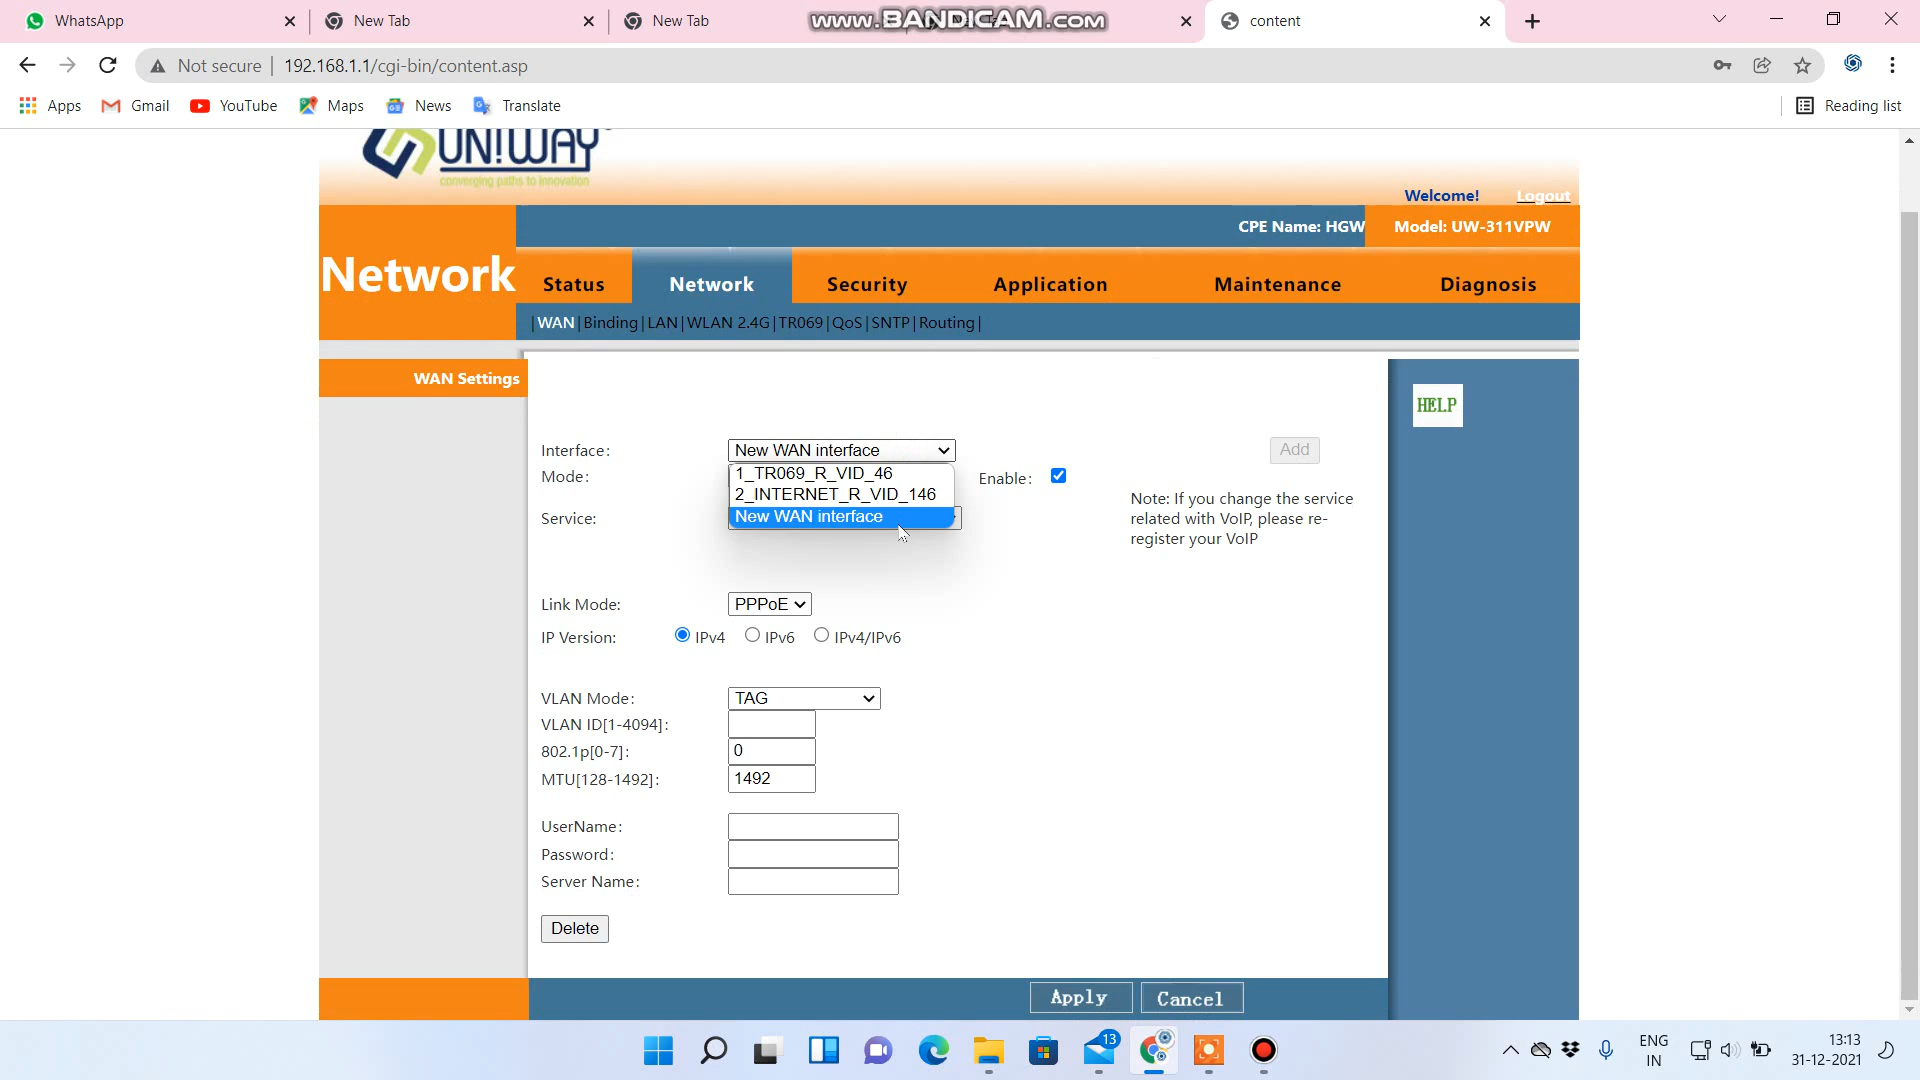 WhatsApp
New Tab
New Tab
www.BANDICAM.com
content
Not secure
192.168.1.1/cgi-bin/content.asp
Apps
Gmail
YouTube
Maps
News
Translate
Reading list
UN!WAY
converging paths to innovation
Welcome!
Logout
CPE Name: HGW
Model: UW-311VPW
Network
Status
Network
Security
Application
Maintenance
Diagnosis
|WAN|Binding|LAN|WLAN 2.4G|TR069|QoS|SNTP|Routing|
WAN Settings
HELP
Interface:
New WAN interface
Add
1_TR069_R_VID_46
2_INTERNET_R_VID_146
New WAN interface
Mode:
Enable:
Service:
Note: If you change the service
related with VoIP, please re-
register your VoIP
Link Mode:
PPPoE
IP Version:
IPv4
IPv6
IPv4/IPv6
VLAN Mode:
TAG
VLAN ID[1-4094]:
802.1p[0-7]:
0
MTU[128-1492]:
1492
UserName:
Password:
Server Name:
Delete
Apply
Cancel
13
ENG
IN
13:13
31-12-2021